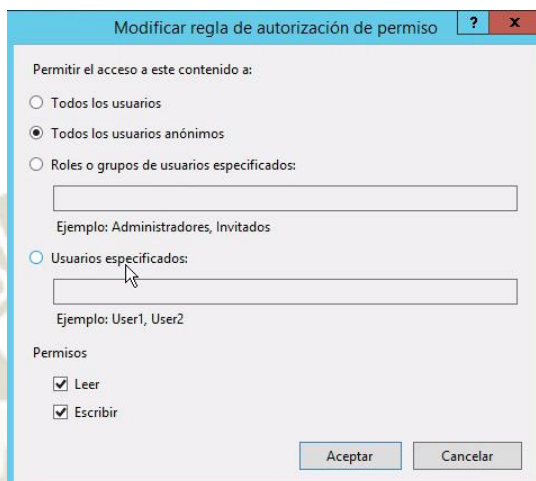 Modificar regla de autorización de permiso
? x
Permitir el acceso a este contenido a:
Todos los usuarios
Todos los usuarios anónimos
Roles o grupos de usuarios especificados:
Ejemplo: Administradores, Invitados
Usuarios especificados:
Ejemplo: User1, User2
Permisos
Leer
Escribir
Aceptar Cancelar